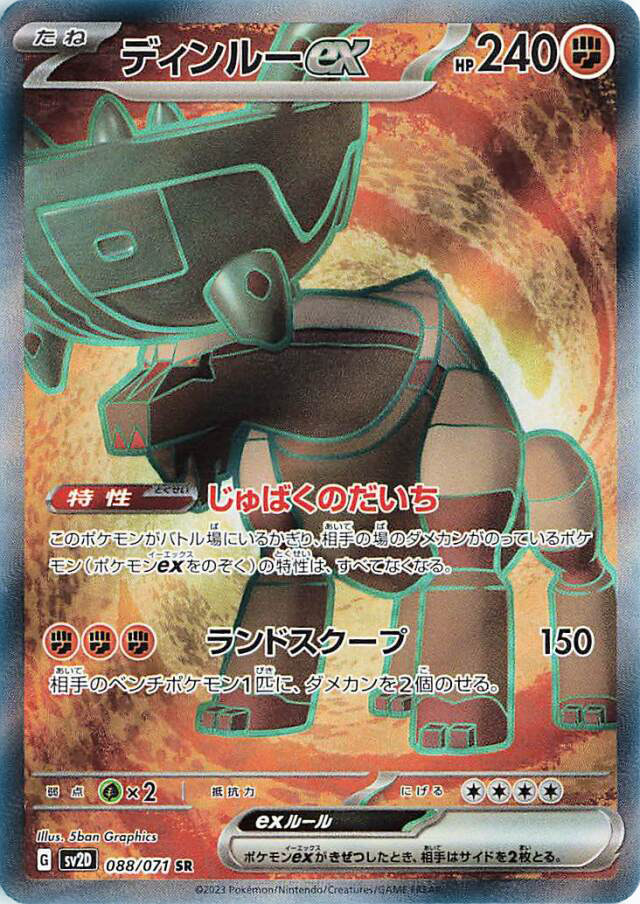 たね ディンルーex HP240
特性 とくせい じゅばくのだいち
このポケモンがバトル場にいるかぎり、相手の場のダメカンがのっているポケ
モン(ポケモンexをのぞく)の特性は、すべてなくなる。
ランドスクープ 150
相手のベンチポケモン1匹に、ダメカンを2個のせる。
弱点 ×2 抵抗力 にげる
exルール
ポケモンexがきぜつしたとき、相手はサイドを2枚とる。
Illus. 5ban Graphics
G sv2D 088/071 SR
©2023 Pokémon/Nintendo/Creatures/GAME FREAK